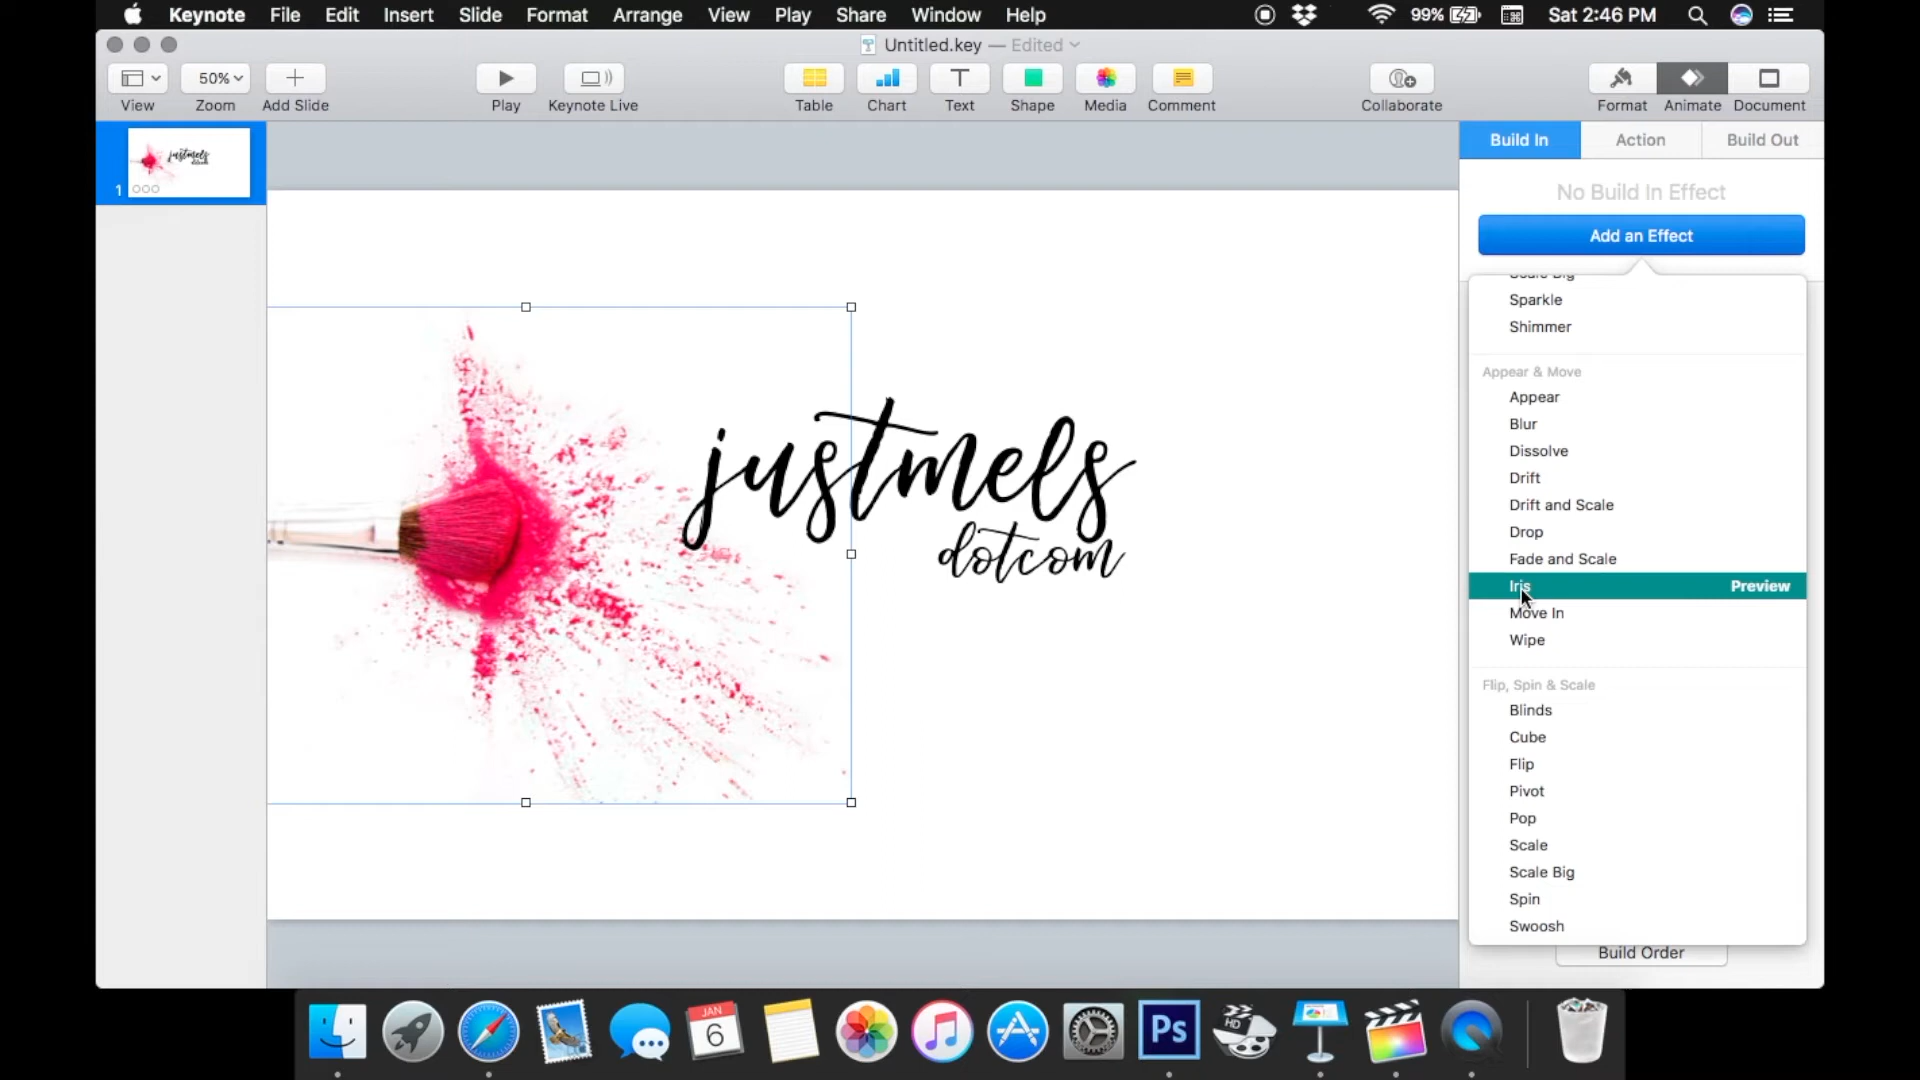 Keynote File Edit Insert Slide Format Arrange View Play Share Window Help 99% Sat 2:46 PM
Untitled.key — Edited
50%
View Zoom Add Slide Play Keynote Live Table Chart Text Shape Media Comment Collaborate Format Animate Document
Build In Action Build Out
No Build In Effect
Add an Effect
1
justmels
dotcom
Sparkle
Shimmer
Appear & Move
Appear
Blur
Dissolve
Drift
Drift and Scale
Drop
Fade and Scale
Iris Preview
Move In
Wipe
Flip, Spin & Scale
Blinds
Cube
Flip
Pivot
Pop
Scale
Scale Big
Spin
Swoosh
Build Order
JAN
6
Ps
HD